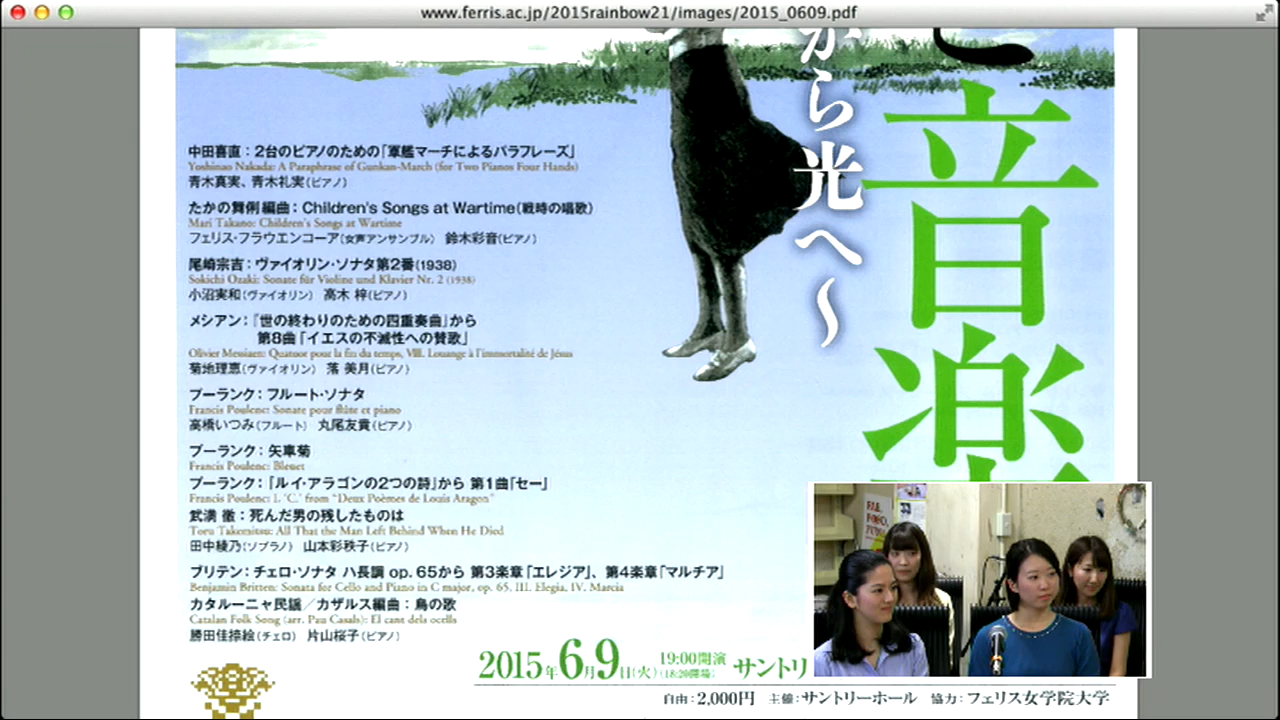 www.ferris.ac.jp/2015rainbow21/images/2015_0609.pdf
から光へ〜
音楽
中田喜直：2台のピアノのための「軍艦マーチによるパラフレーズ」
Yoshinao Nakada: A Paraphrase of Gunkan-March (for Two Pianos Four Hands)
青木真実、青木礼実（ピアノ）
たかの舞俐編曲：Children's Songs at Wartime（戦時の唱歌）
Mari Takano: Children's Songs at Wartime
フェリス・フラウエンコーア（女声アンサンブル） 鈴木彩音（ピアノ）
尾崎宗吉：ヴァイオリン・ソナタ第2番（1938）
Sokichi Ozaki: Sonate für Violine und Klavier Nr. 2 (1938)
小沼実和（ヴァイオリン） 高木 梓（ピアノ）
メシアン：『世の終わりのための四重奏曲』から
第8曲「イエスの不滅性への賛歌」
Olivier Messiaen: Quatuor pour la fin du temps, VIII. Louange à l'immortalité de Jésus
菊地理恵（ヴァイオリン） 落 美月（ピアノ）
プーランク：フルート・ソナタ
Francis Poulenc: Sonate pour flûte et piano
高橋いつみ（フルート） 丸尾友貴（ピアノ）
プーランク：矢車菊
Francis Poulenc: Bleuet
プーランク：『ルイ・アラゴンの2つの詩』から 第1曲「セー」
Francis Poulenc: I. "C." from "Deux Poèmes de Louis Aragon"
武満 徹：死んだ男の残したものは
Toru Takemitsu: All That the Man Left Behind When He Died
田中綾乃（ソプラノ） 山本彩珠子（ピアノ）
ブリテン：チェロ・ソナタ ハ長調 op. 65から 第3楽章「エレジア」、第4楽章「マルチア」
Benjamin Britten: Sonata for Cello and Piano in C major, op. 65, III. Elegia, IV. Marcia
カタルーニャ民謡／カザルス編曲：鳥の歌
Catalan Folk Song (arr. Pau Casals): El cant dels ocells
勝田佳捺絵（チェロ） 片山桜子（ピアノ）
2015年6月9日（火） 19:00開演
（18:20開場）
サントリ
自由：2,000円 主催：サントリーホール 協力：フェリス女学院大学